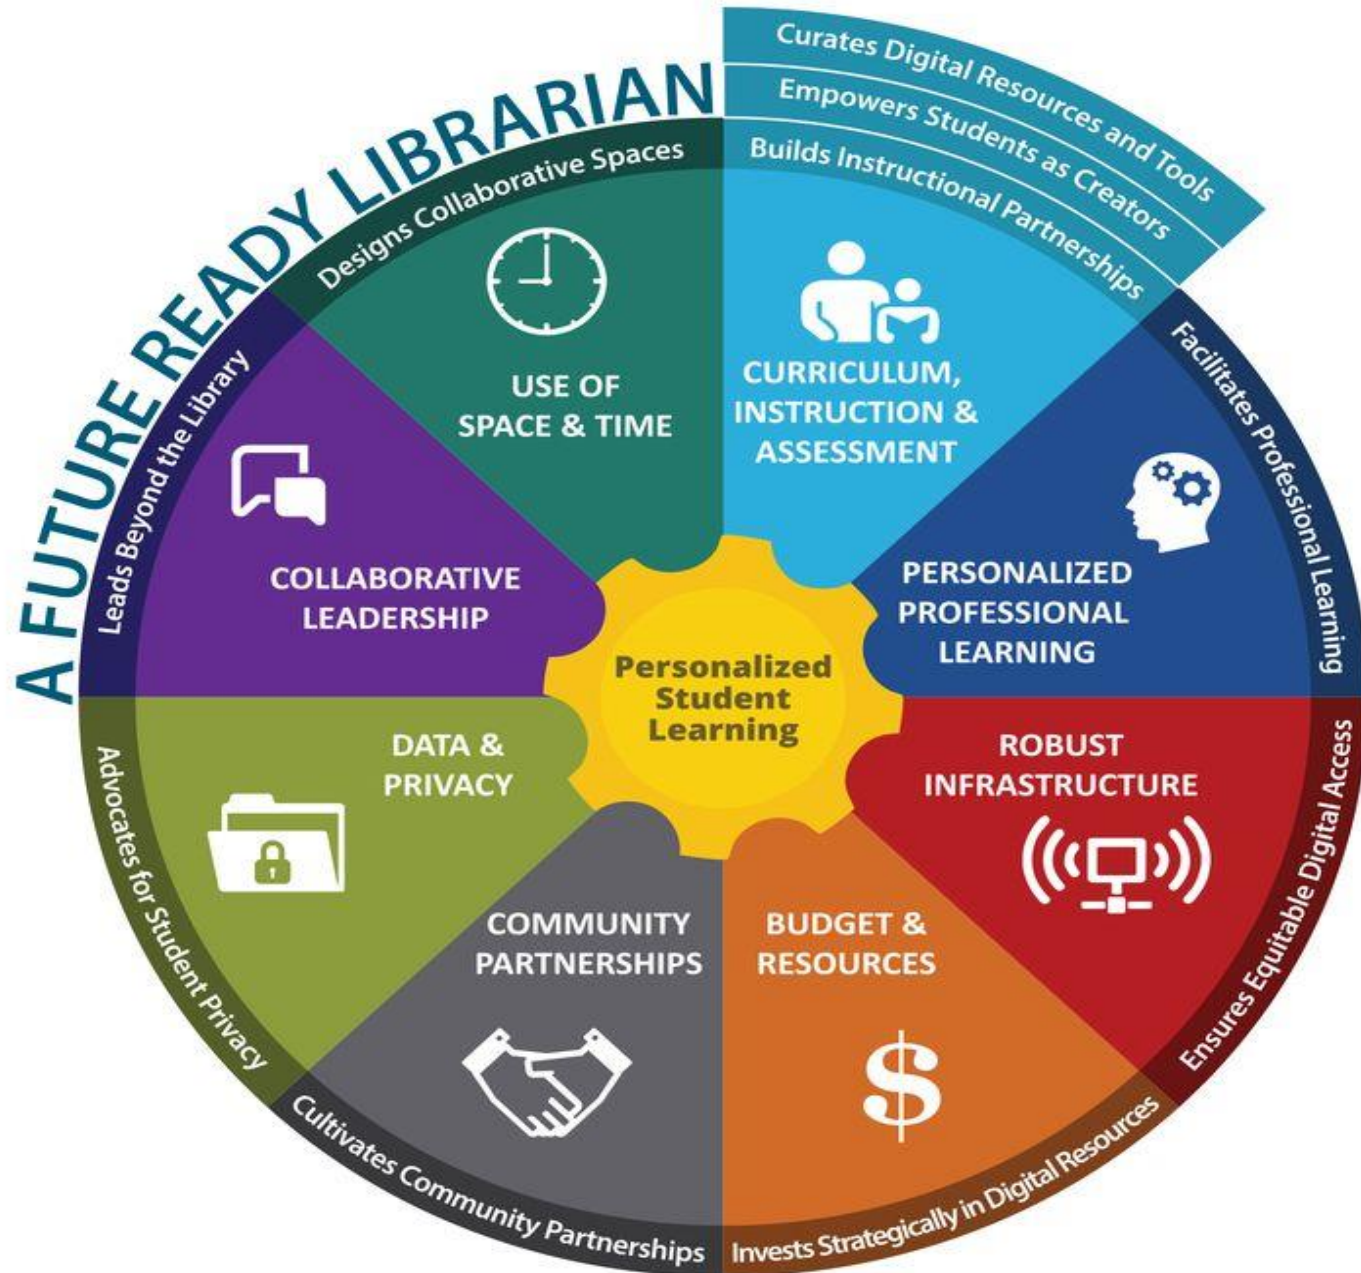 A FUTURE READY LIBRARIAN
Curates Digital Resources and Tools
Empowers Students as Creators
Builds Instructional Partnerships
CURRICULUM,
INSTRUCTION &
ASSESSMENT
Facilitates Professional Learning
PERSONALIZED
PROFESSIONAL
LEARNING
Ensures Equitable Digital Access
ROBUST
INFRASTRUCTURE
Invests Strategically in Digital Resources
BUDGET &
RESOURCES
$
Cultivates Community Partnerships
COMMUNITY
PARTNERSHIPS
Advocates for Student Privacy
DATA &
PRIVACY
Leads Beyond the Library
COLLABORATIVE
LEADERSHIP
Designs Collaborative Spaces
USE OF
SPACE & TIME
Personalized
Student
Learning